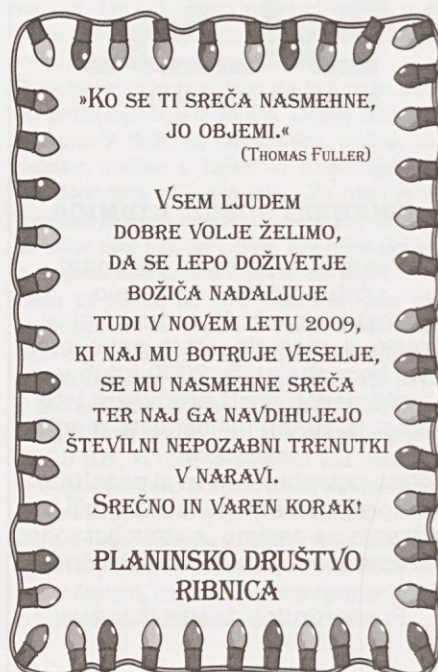 »Ko se ti sreča nasmehne,
jo objemi.«
(Thomas Fuller)
Vsem ljudem
dobre volje želimo,
da se lepo doživetje
božiča nadaljuje
tudi v novem letu 2009,
ki naj mu botruje veselje,
se mu nasmehne sreča
ter naj ga navdihujejo
številni nepozabni trenutki
v naravi.
Srečno in varen korak!
PLANINSKO DRUŠTVO
RIBNICA